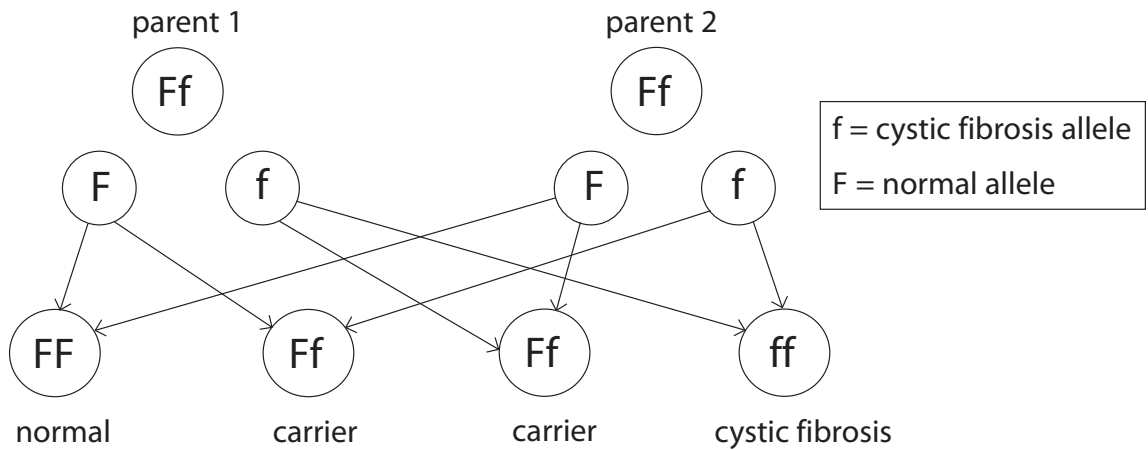 parent 1
parent 2
Ff
Ff
f = cystic fibrosis allele
F = normal allele
F
f
F
f
FF
Ff
Ff
ff
normal
carrier
carrier
cystic fibrosis